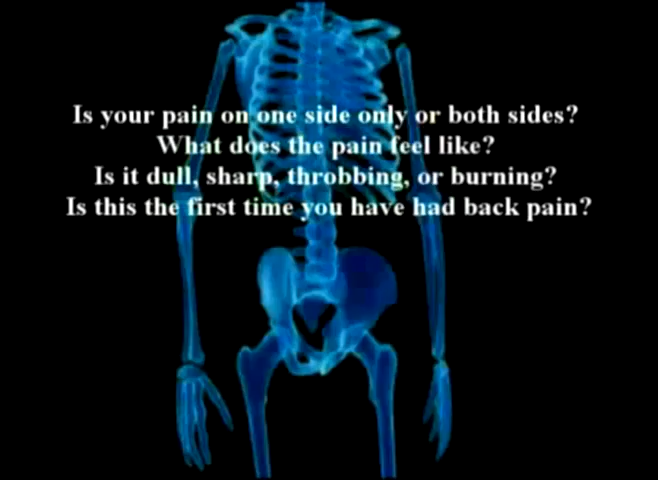 Is your pain on one side only or both sides?
What does the pain feel like?
Is it dull, sharp, throbbing, or burning?
Is this the first time you have had back pain?